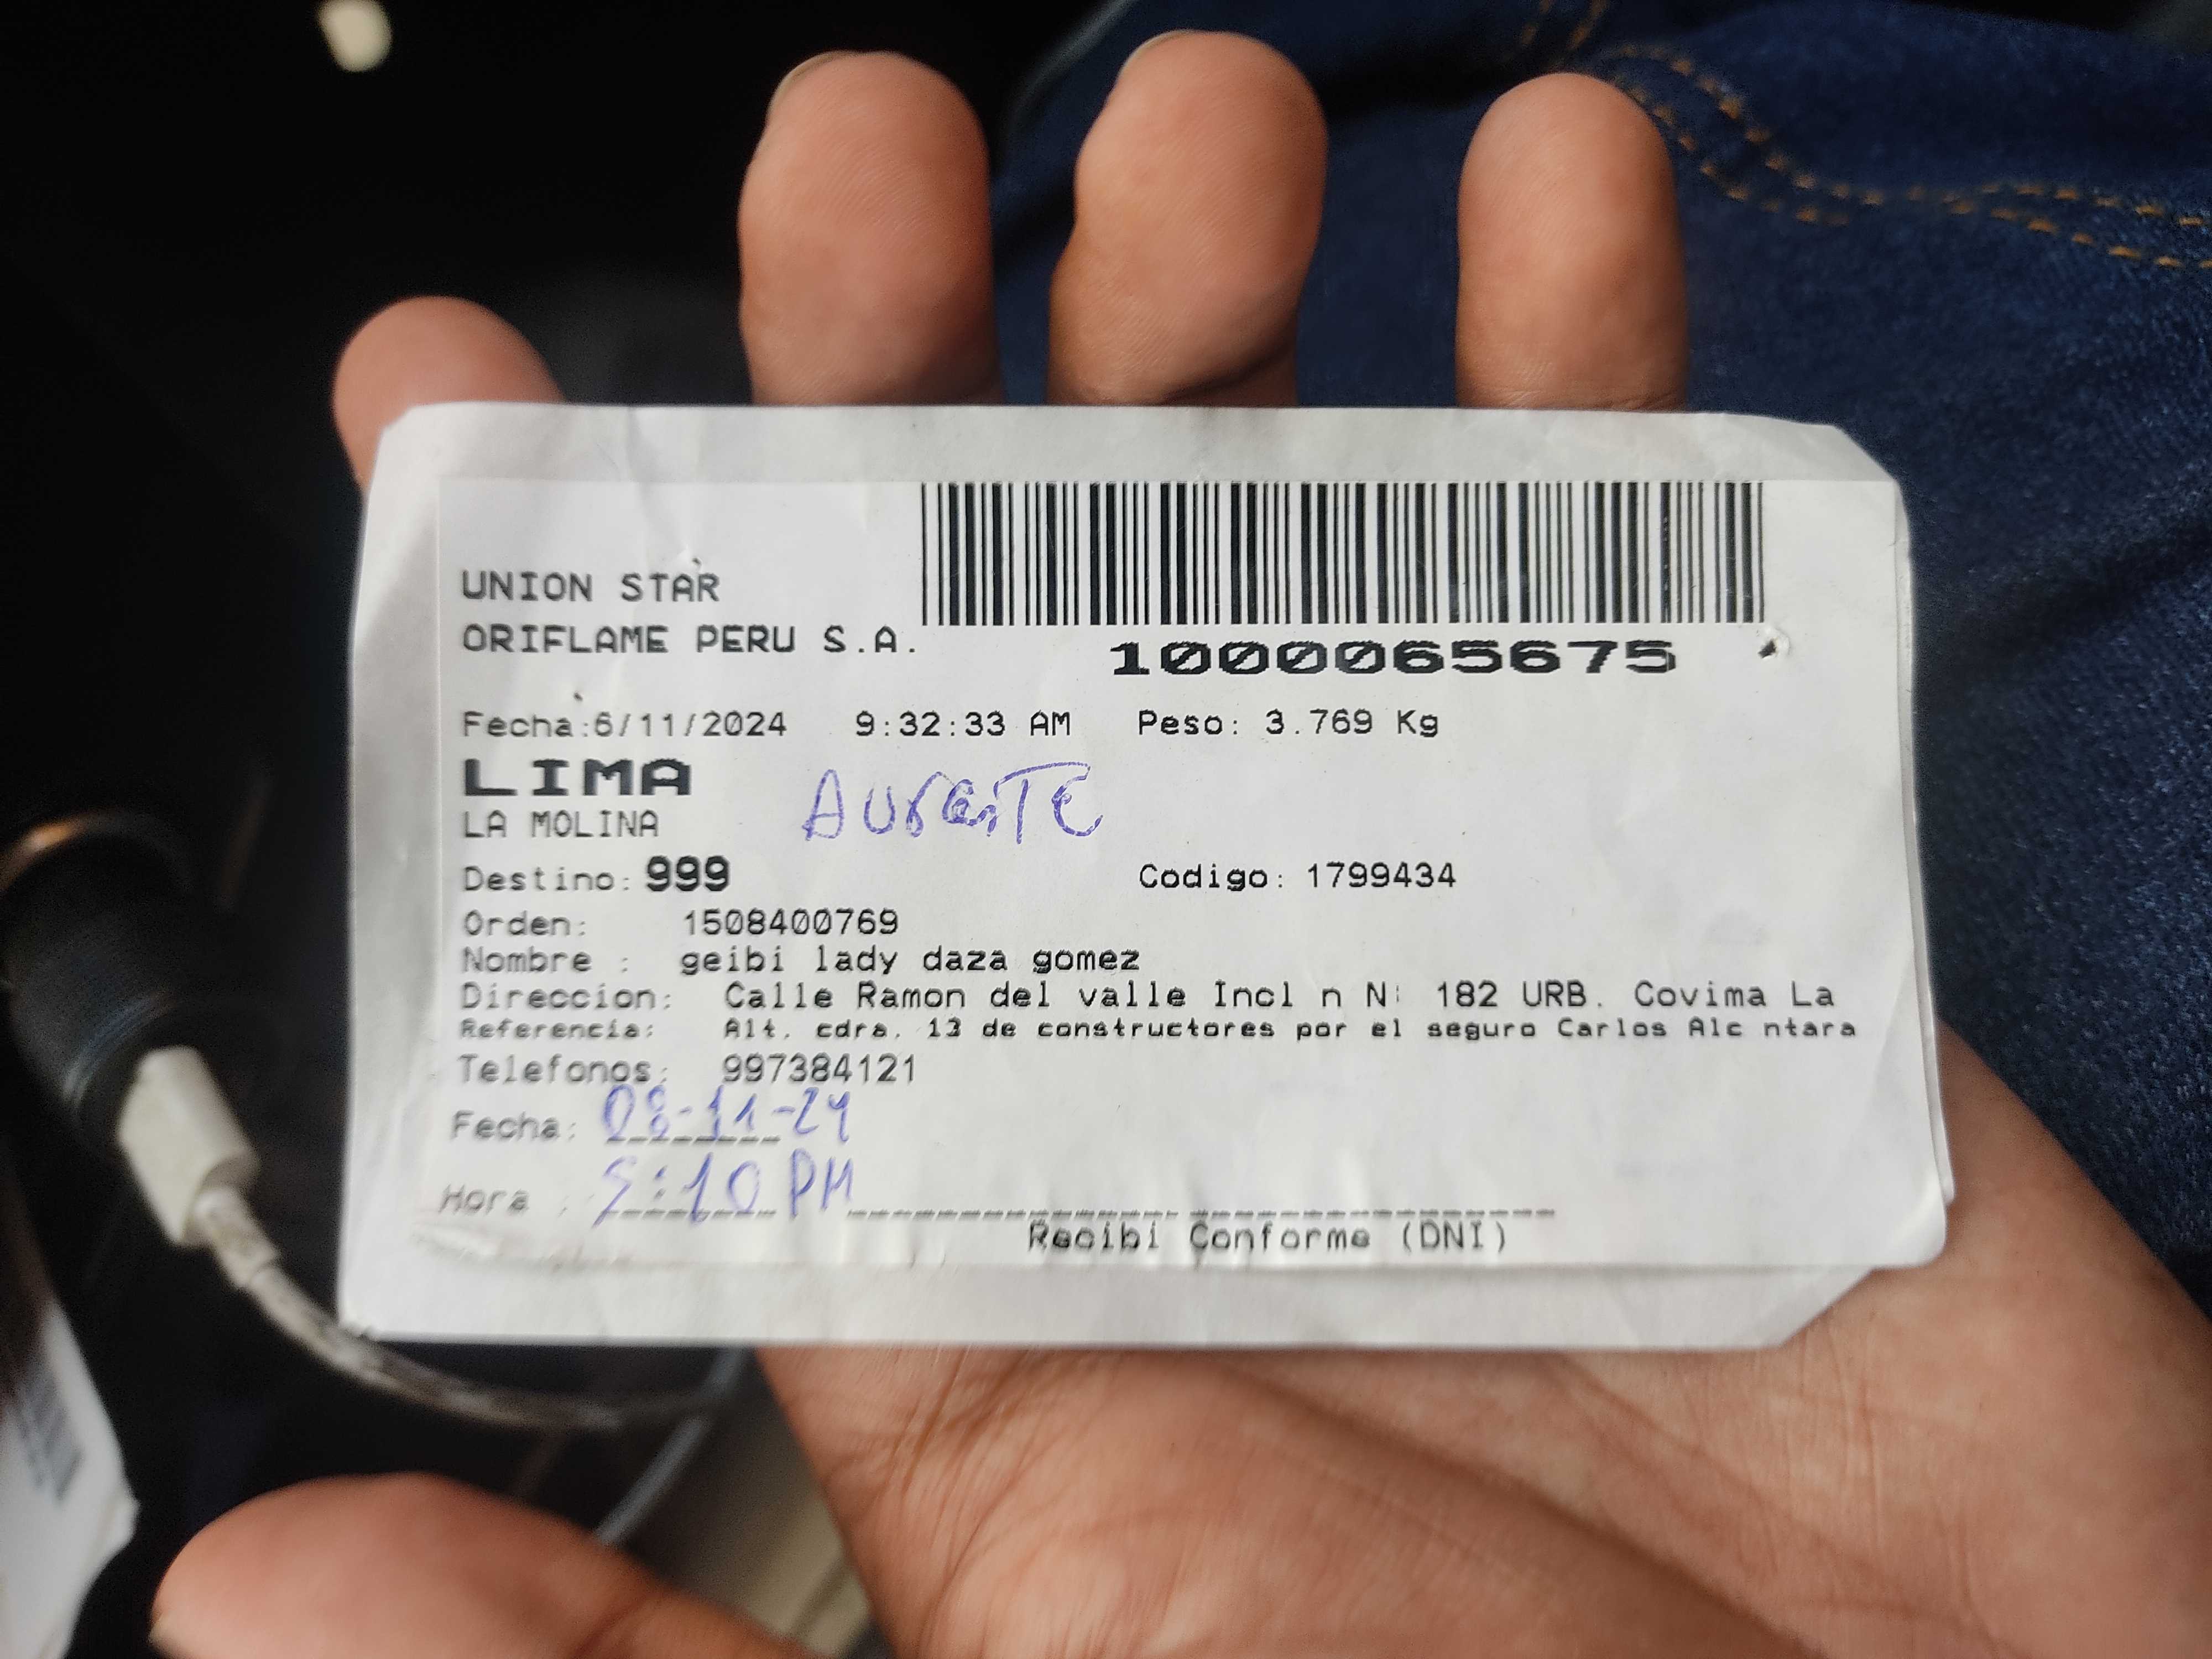 UNION STAR
ORIFLAME PERU S.A.
1000065675
Fecha:6/11/2024 9:32:33 AM Peso: 3.769 Kg
LIMA
LA MOLINA
Destino: 999 Codigo: 1799434
Orden: 1508400769
Nombre : geibi lady daza gomez
Direccion: Calle Ramon del valle Incl n N 182 URB. Covima La
Referencia: Alt. cdra. 13 de constructores por el seguro Carlos Alc ntara
Telefonos: 997384121
Fecha: 08-11-24
Hora : 5:10 PM
Recibi Conforme (DNI)